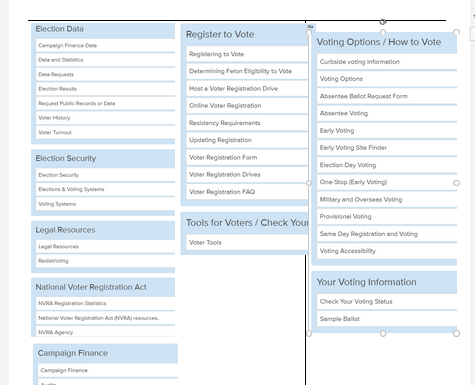 Election Data
Campaign Finance Data
Data and Statistics
Data Requests
Election Results
Request Public Records or Data
Voter History
Voter Turnout
Election Security
Election Security
Elections & Voting Systems
Voting Systems
Legal Resources
Legal Resources
Redistricting
National Voter Registration Act
NVRA Registration Statistics
National Voter Registration Act (NVRA) resources.
NVRA Agency
Campaign Finance
Campaign Finance
Audits
Register to Vote
Registering to Vote
Determining Felon Eligibility to Vote
Host a Voter Registration Drive
Online Voter Registration
Residency Requirements
Updating Registration
Voter Registration Form
Voter Registration Drives
Voter Registration FAQ
Tools for Voters / Check Your
Voter Tools
Voting Options / How to Vote
Curbside voting information
Voting Options
Absentee Ballot Request Form
Absentee Voting
Early Voting
Early Voting Site Finder
Election Day Voting
One-Stop (Early Voting)
Military and Overseas Voting
Provisional Voting
Same Day Registration and Voting
Voting Accessibility
Your Voting Information
Check Your Voting Status
Sample Ballot